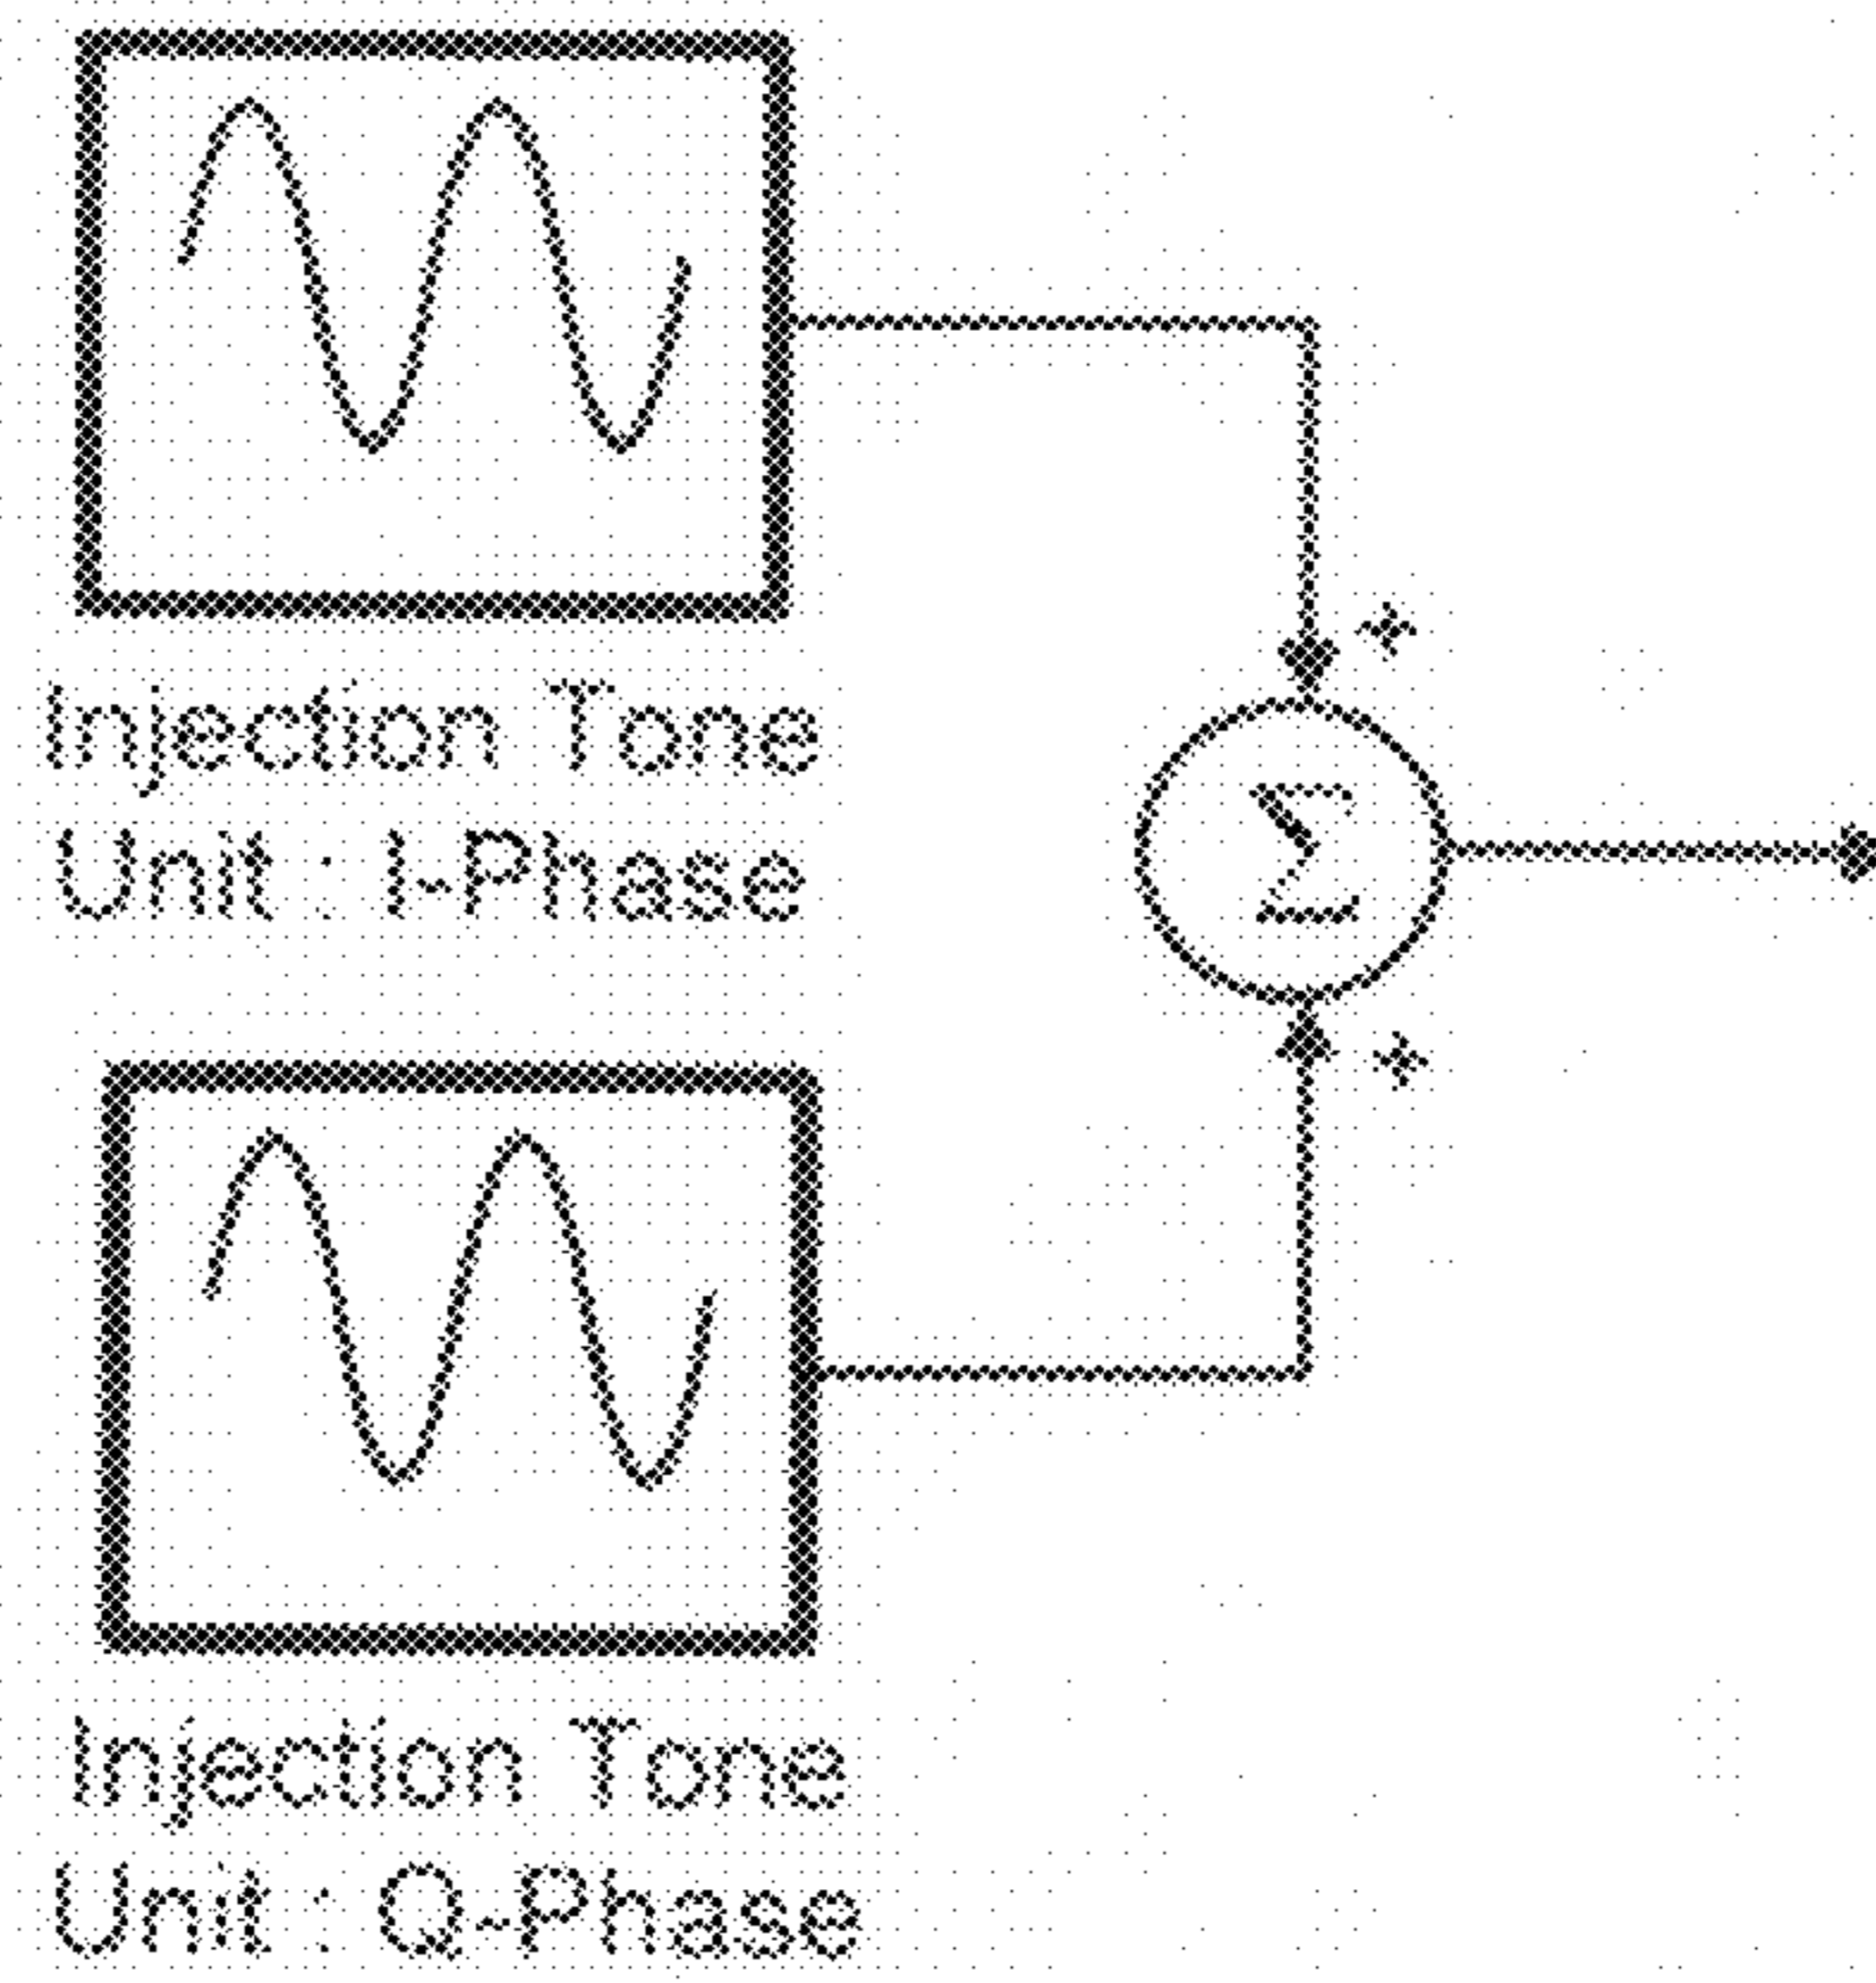 Injection Tone
Unit : I-Phase
+
Σ
+
Injection Tone
Unit : Q-Phase